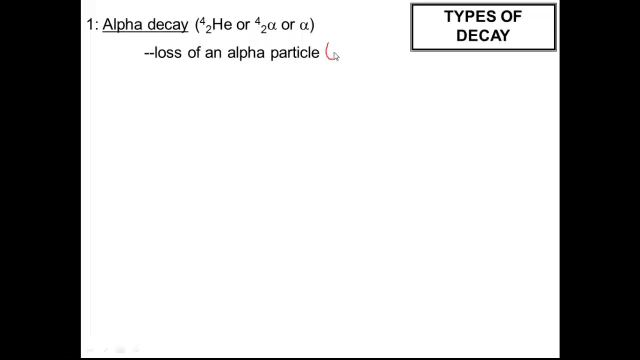 TYPES OF
DECAY
1: Alpha decay (⁴₂He or ⁴₂α or α)
--loss of an alpha particle (